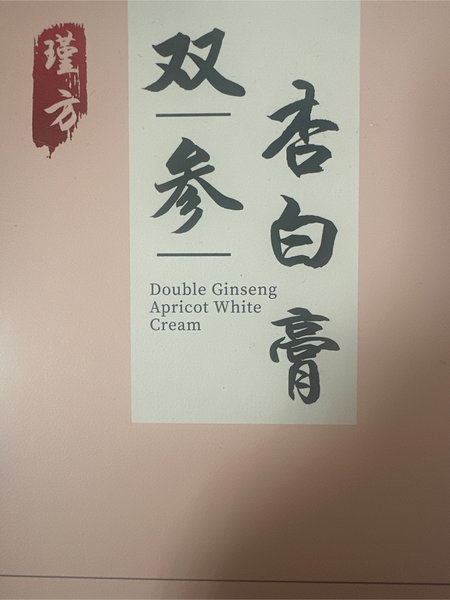 瑾方
双参
杏白膏
Double Ginseng
Apricot White
Cream